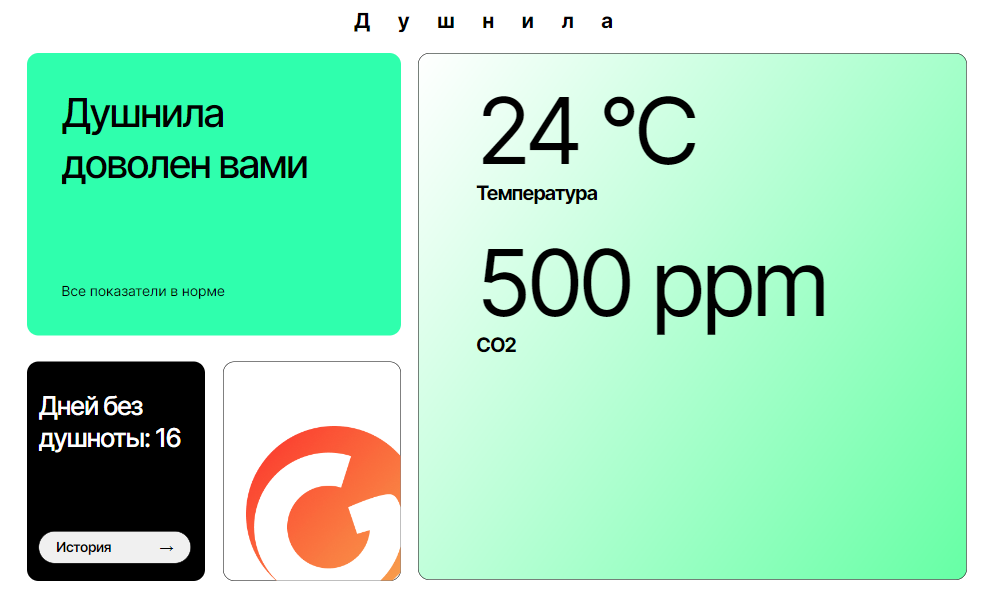 Душнила
Душнила
доволен вами
Все показатели в норме
24 °C
Температура
500 ppm
CO2
Дней без
душноты: 16
История →